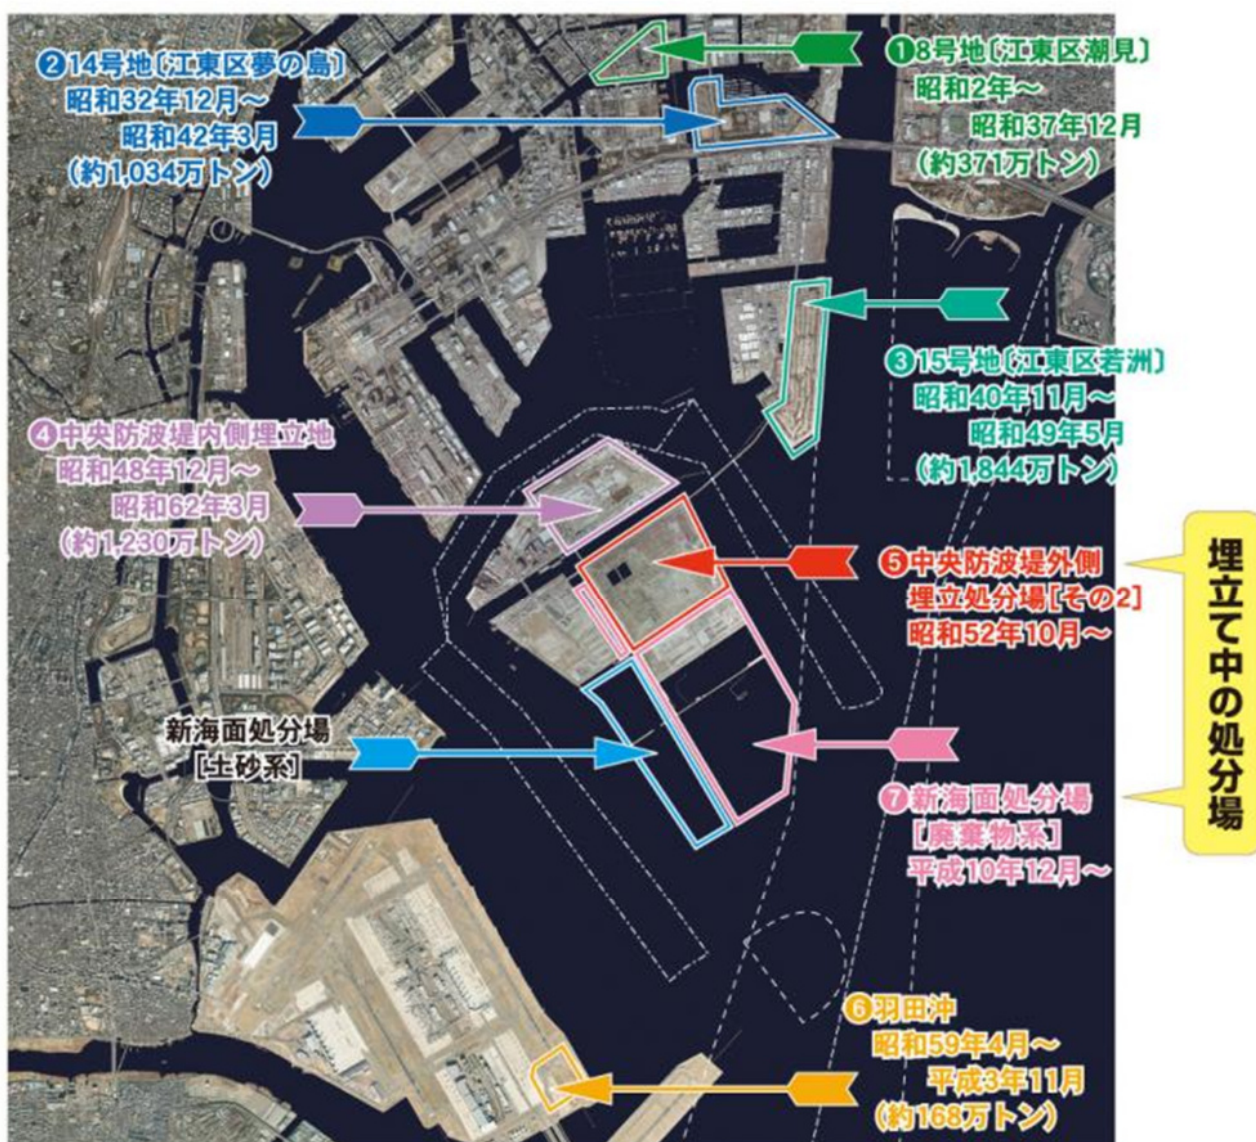 ❶8号地〔江東区潮見〕
昭和2年～
昭和37年12月
（約371万トン）
❷14号地〔江東区夢の島〕
昭和32年12月～
昭和42年3月
（約1,034万トン）
❸15号地〔江東区若洲〕
昭和40年11月～
昭和49年5月
（約1,844万トン）
❹中央防波堤内側埋立地
昭和48年12月～
昭和62年3月
（約1,230万トン）
❺中央防波堤外側
埋立処分場［その2］
昭和52年10月～
埋立て中の処分場
新海面処分場
［土砂系］
❼新海面処分場
［廃棄物系］
平成10年12月～
❻羽田沖
昭和59年4月～
平成3年11月
（約168万トン）